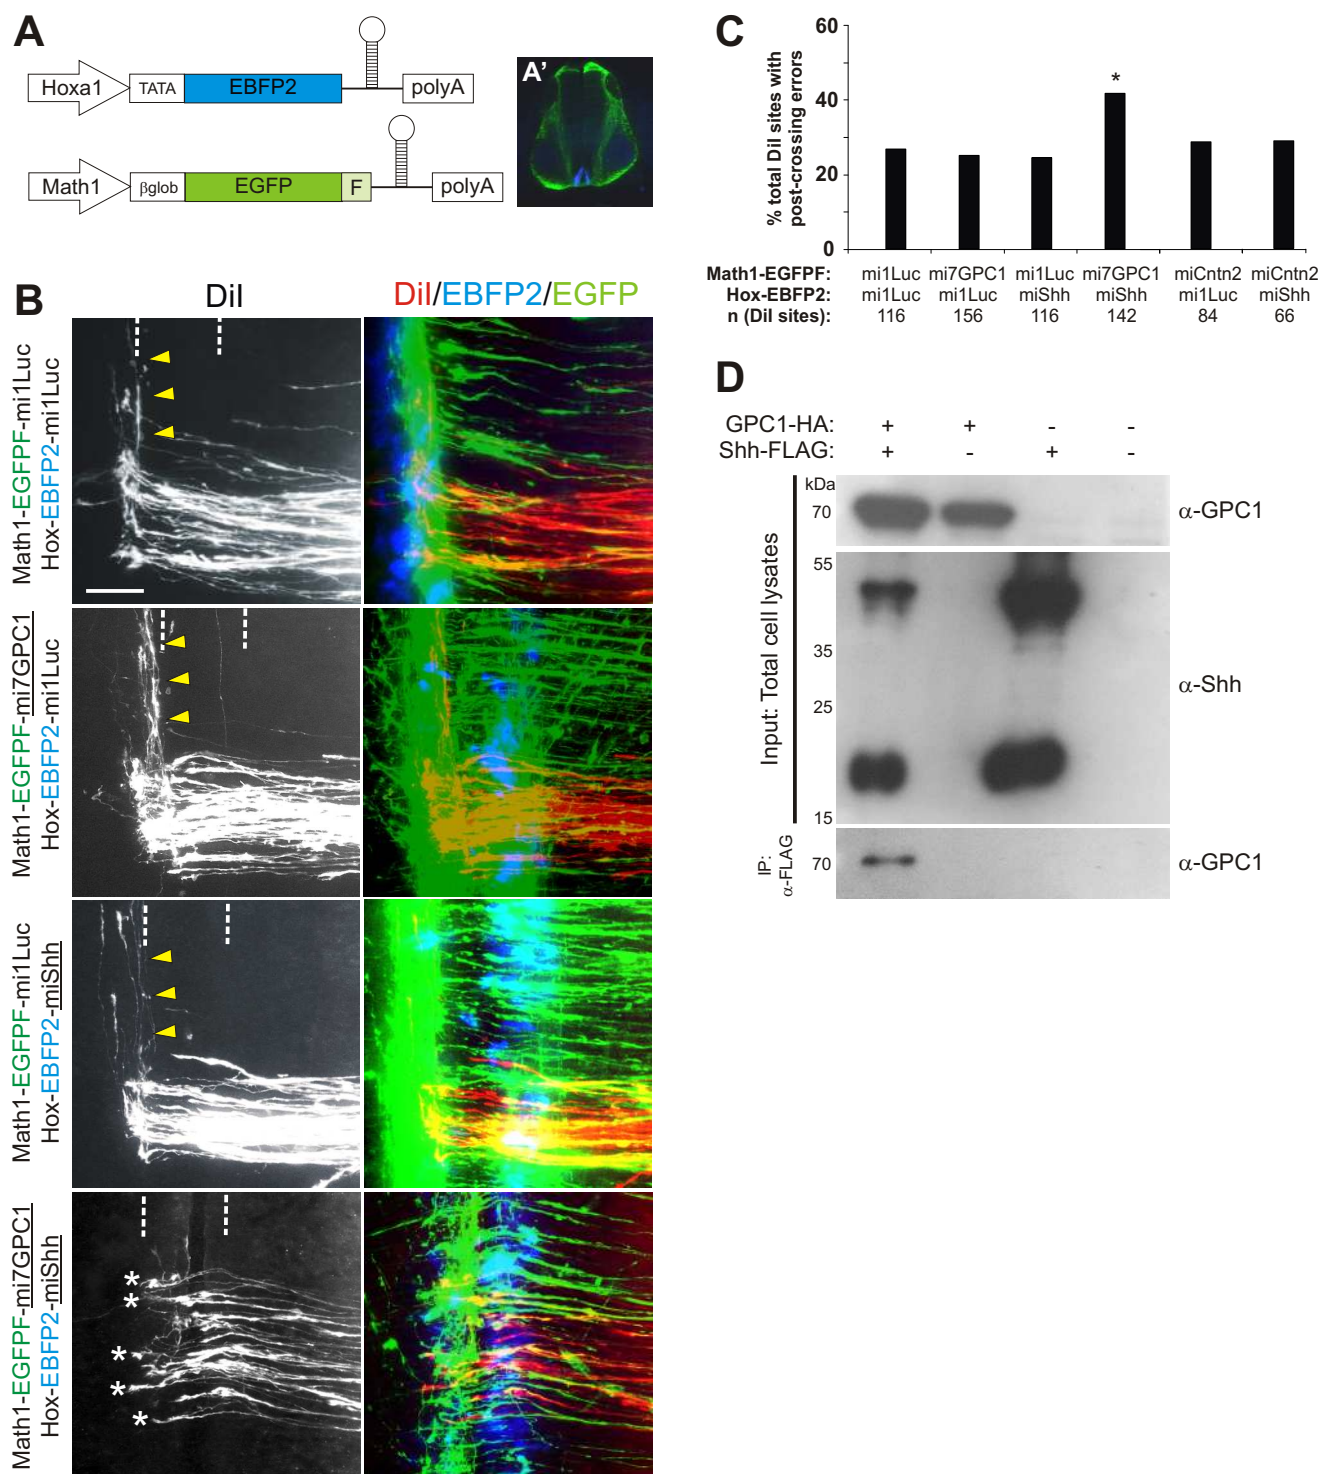 A
Hoxa1
TATA
EBFP2
polyA
Math1
βglob
EGFP
F
polyA
A'
B
DiI
DiI/EBFP2/EGFP
Math1-EGFPF-mi1Luc
Hox-EBFP2-mi1Luc
Math1-EGFPF-mi7GPC1
Hox-EBFP2-mi1Luc
Math1-EGFPF-mi1Luc
Hox-EBFP2-miShh
Math1-EGFPF-mi7GPC1
Hox-EBFP2-miShh
*
*
*
*
*
C
% total DiI sites with
post-crossing errors
60
40
20
0
*
Math1-EGFPF: mi1Luc mi7GPC1 mi1Luc mi7GPC1 miCntn2 miCntn2
Hox-EBFP2: mi1Luc mi1Luc miShh miShh mi1Luc miShh
n (DiI sites): 116 156 116 142 84 66
D
GPC1-HA: + + - -
Shh-FLAG: + - + -
Input: Total cell lysates
kDa
70
α-GPC1
55
35
25
15
α-Shh
IP:
α-FLAG
70
α-GPC1